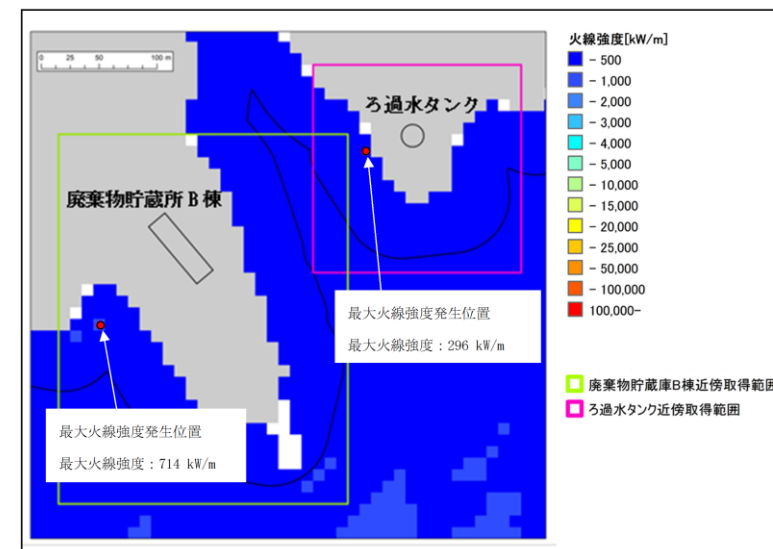 0 25 50 100 m
ろ過水タンク
廃棄物貯蔵所B棟
最大火線強度発生位置
最大火線強度：296 kW/m
最大火線強度発生位置
最大火線強度：714 kW/m
火線強度[kW/m]
- 500
- 1,000
- 2,000
- 3,000
- 4,000
- 5,000
- 10,000
- 15,000
- 20,000
- 25,000
- 50,000
- 100,000
100,000-
廃棄物貯蔵庫B棟近傍取得範囲
ろ過水タンク近傍取得範囲